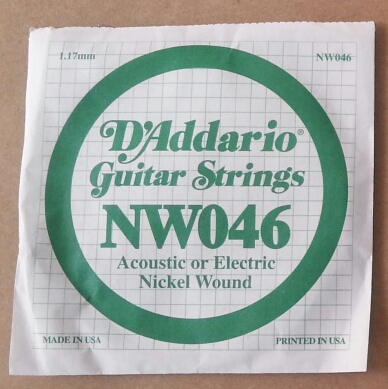 1.17mm NW046
D'Addario®
Guitar Strings
NW046
Acoustic or Electric
Nickel Wound
MADE IN USA PRINTED IN USA